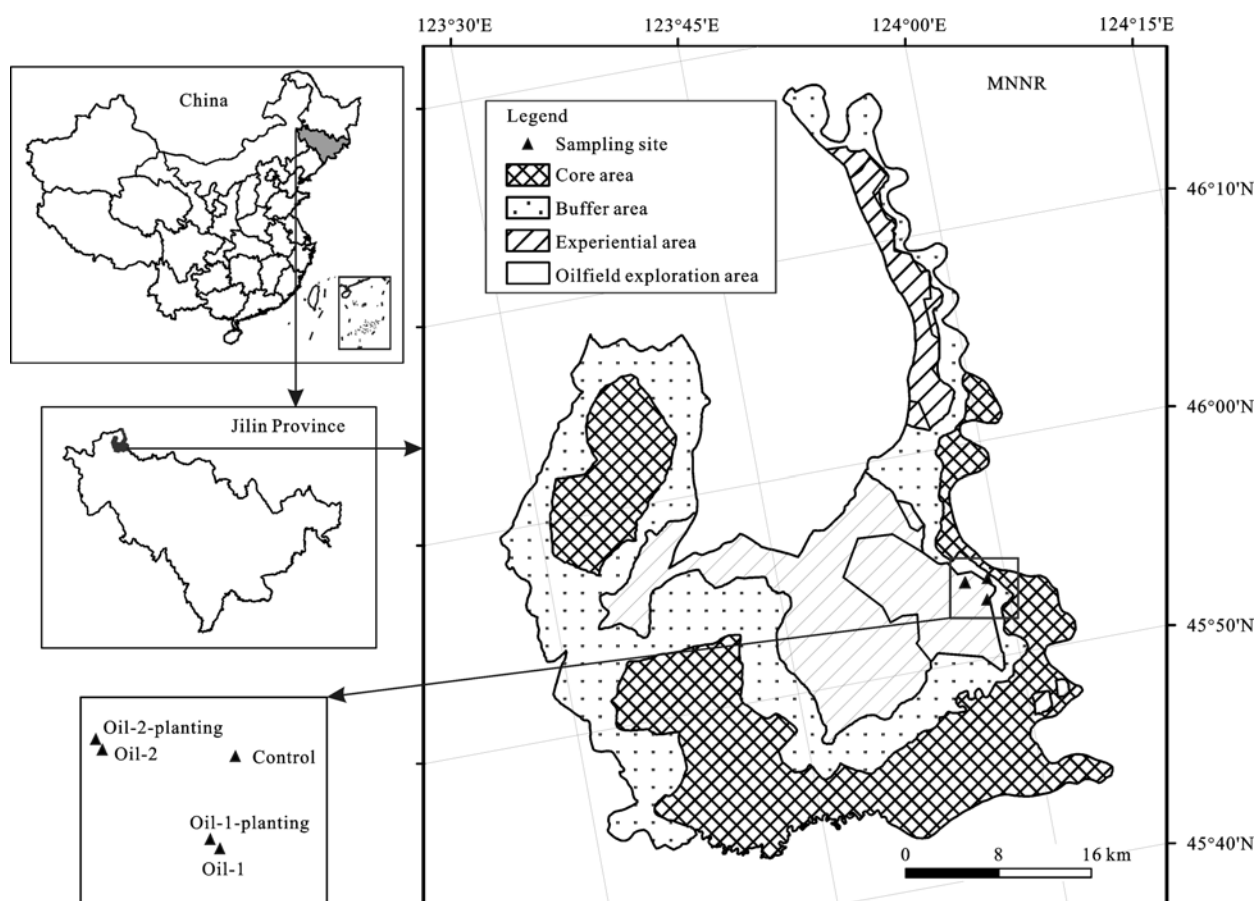 123°30'E
123°45'E
124°00'E
124°15'E
China
MNNR
Legend
Sampling site
Core area
Buffer area
Experiential area
Oilfield exploration area
46°10'N
46°00'N
Jilin Province
45°50'N
Oil-2-planting
Oil-2
Control
Oil-1-planting
Oil-1
45°40'N
0
8
16 km